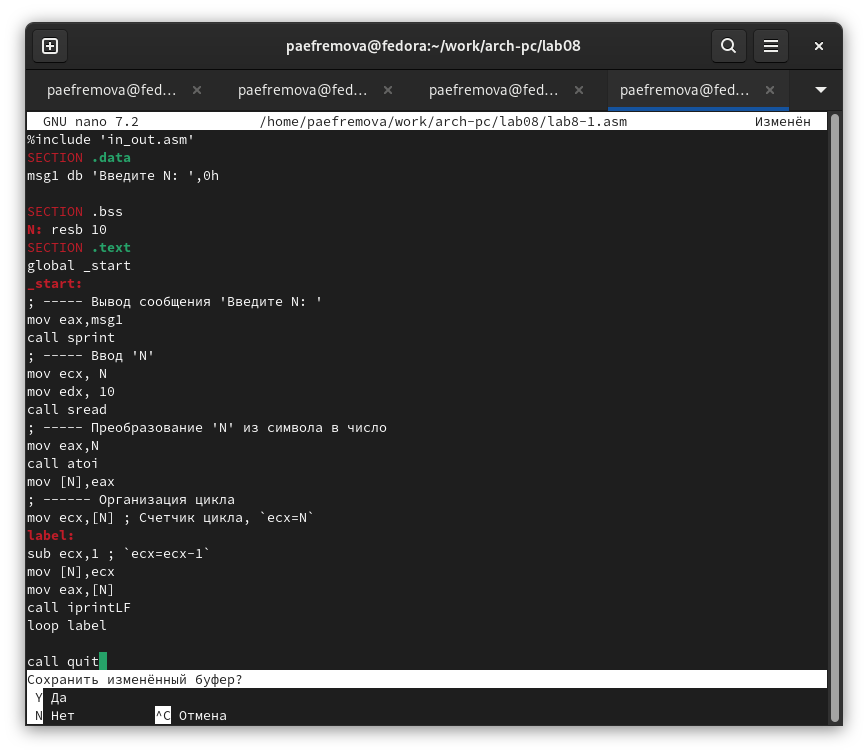 paefremova@fedora:~/work/arch-pc/lab08
paefremova@fed... × paefremova@fed... × paefremova@fed... × paefremova@fed... ×
GNU nano 7.2 /home/paefremova/work/arch-pc/lab08/lab8-1.asm Изменён
%include 'in_out.asm'
SECTION .data
msg1 db 'Введите N: ',0h
SECTION .bss
N: resb 10
SECTION .text
global _start
_start:
; ----- Вывод сообщения 'Введите N: '
mov eax,msg1
call sprint
; ----- Ввод 'N'
mov ecx, N
mov edx, 10
call sread
; ----- Преобразование 'N' из символа в число
mov eax,N
call atoi
mov [N],eax
; ------ Организация цикла
mov ecx,[N] ; Счетчик цикла, `ecx=N`
label:
sub ecx,1 ; `ecx=ecx-1`
mov [N],ecx
mov eax,[N]
call iprintLF
loop label
call quit
Сохранить изменённый буфер?
Y Да
N Нет ^C Отмена